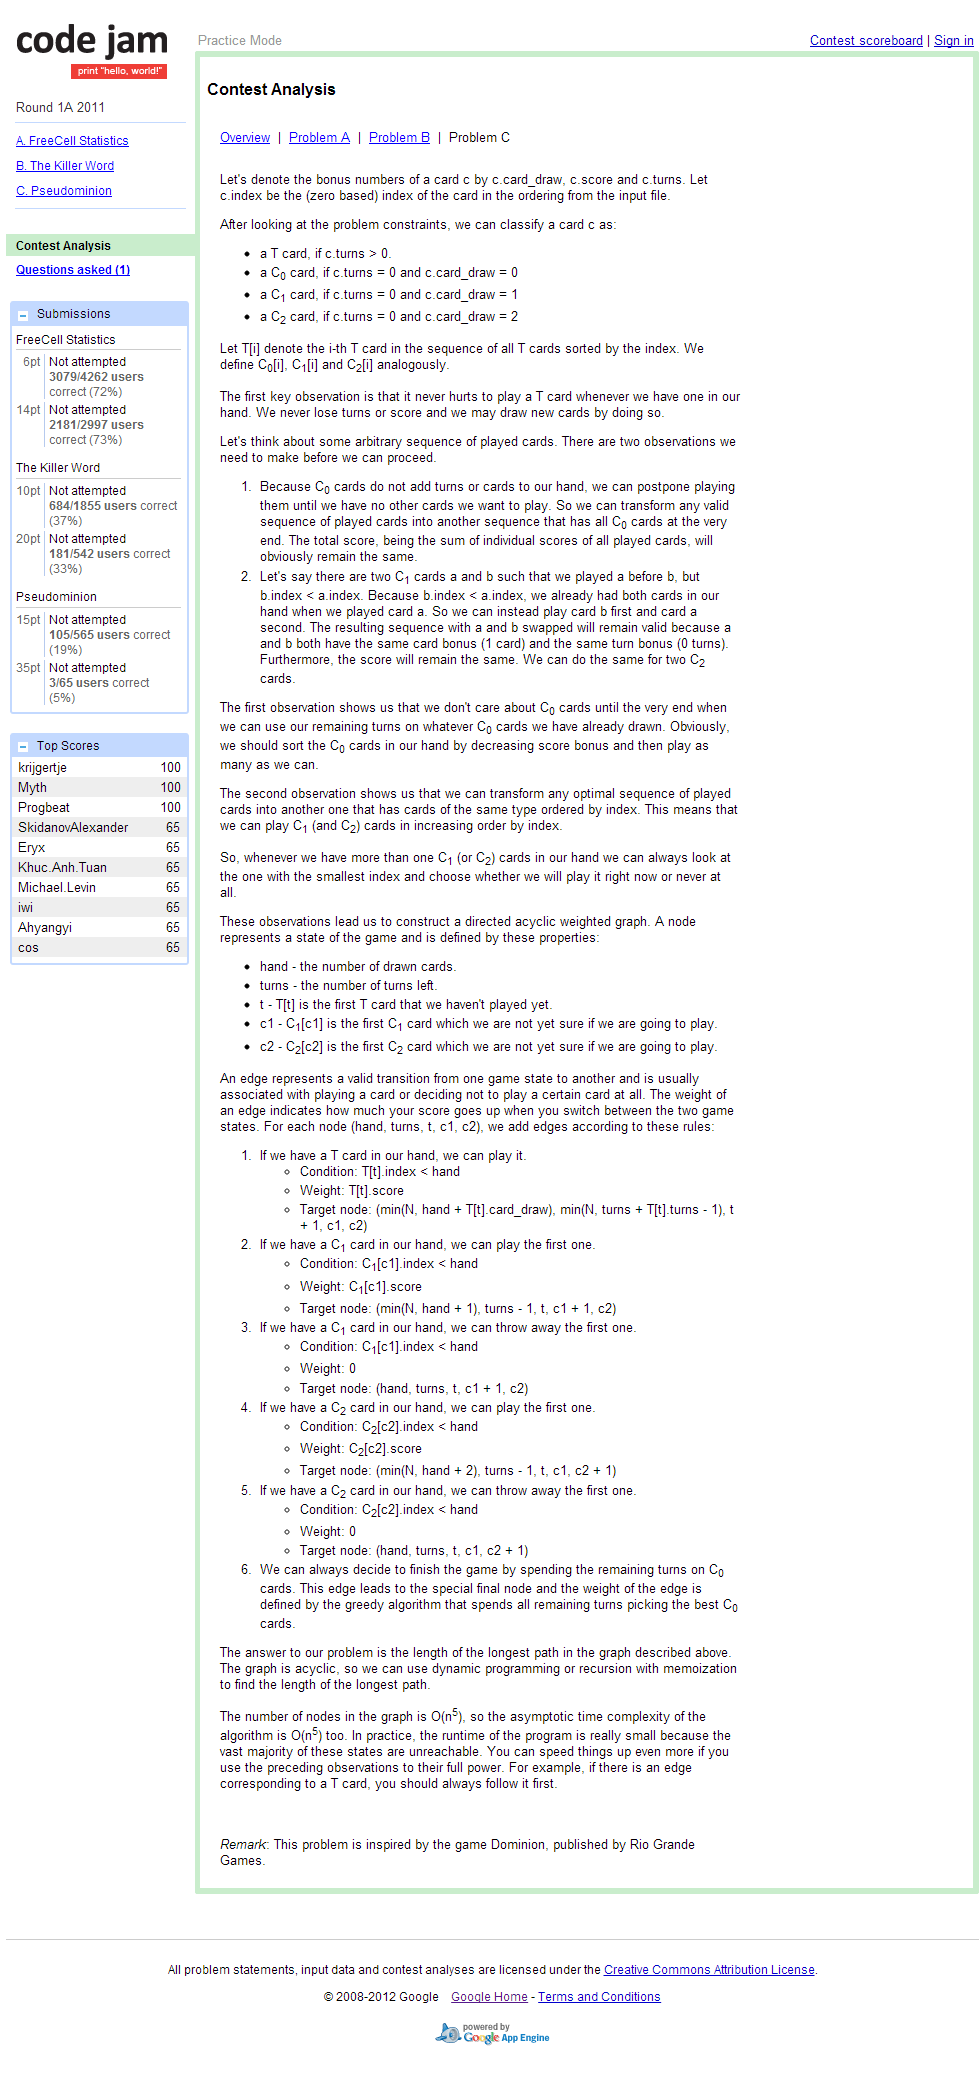 code jam
print "hello, world!"
Practice Mode
Contest scoreboard | Sign in
Round 1A 2011
A. FreeCell Statistics
B. The Killer Word
C. Pseudominion
Contest Analysis
Questions asked (1)
Submissions
FreeCell Statistics
6pt Not attempted
3079/4262 users
correct (72%)
14pt Not attempted
2181/2997 users
correct (73%)
The Killer Word
10pt Not attempted
684/1855 users correct
(37%)
20pt Not attempted
181/542 users correct
(33%)
Pseudominion
15pt Not attempted
105/565 users correct
(19%)
35pt Not attempted
3/65 users correct
(5%)
Top Scores
krijgertje 100
Myth 100
Progbeat 100
SkidanovAlexander 65
Eryx 65
Khuc.Anh.Tuan 65
Michael.Levin 65
iwi 65
Ahyangyi 65
cos 65
Contest Analysis
Overview | Problem A | Problem B | Problem C
Let's denote the bonus numbers of a card c by c.card_draw, c.score and c.turns. Let
c.index be the (zero based) index of the card in the ordering from the input file.
After looking at the problem constraints, we can classify a card c as:
• a T card, if c.turns > 0.
• a C0 card, if c.turns = 0 and c.card_draw = 0
• a C1 card, if c.turns = 0 and c.card_draw = 1
• a C2 card, if c.turns = 0 and c.card_draw = 2
Let T[i] denote the i-th T card in the sequence of all T cards sorted by the index. We
define C0[i], C1[i] and C2[i] analogously.
The first key observation is that it never hurts to play a T card whenever we have one in our
hand. We never lose turns or score and we may draw new cards by doing so.
Let's think about some arbitrary sequence of played cards. There are two observations we
need to make before we can proceed.
1. Because C0 cards do not add turns or cards to our hand, we can postpone playing
them until we have no other cards we want to play. So we can transform any valid
sequence of played cards into another sequence that has all C0 cards at the very
end. The total score, being the sum of individual scores of all played cards, will
obviously remain the same.
2. Let's say there are two C1 cards a and b such that we played a before b, but
b.index < a.index. Because b.index < a.index, we already had both cards in our
hand when we played card a. So we can instead play card b first and card a
second. The resulting sequence with a and b swapped will remain valid because a
and b both have the same card bonus (1 card) and the same turn bonus (0 turns).
Furthermore, the score will remain the same. We can do the same for two C2
cards.
The first observation shows us that we don't care about C0 cards until the very end when
we can use our remaining turns on whatever C0 cards we have already drawn. Obviously,
we should sort the C0 cards in our hand by decreasing score bonus and then play as
many as we can.
The second observation shows us that we can transform any optimal sequence of played
cards into another one that has cards of the same type ordered by index. This means that
we can play C1 (and C2) cards in increasing order by index.
So, whenever we have more than one C1 (or C2) cards in our hand we can always look at
the one with the smallest index and choose whether we will play it right now or never at
all.
These observations lead us to construct a directed acyclic weighted graph. A node
represents a state of the game and is defined by these properties:
• hand - the number of drawn cards.
• turns - the number of turns left.
• t - T[t] is the first T card that we haven't played yet.
• c1 - C1[c1] is the first C1 card which we are not yet sure if we are going to play.
• c2 - C2[c2] is the first C2 card which we are not yet sure if we are going to play.
An edge represents a valid transition from one game state to another and is usually
associated with playing a card or deciding not to play a certain card at all. The weight of
an edge indicates how much your score goes up when you switch between the two game
states. For each node (hand, turns, t, c1, c2), we add edges according to these rules:
1. If we have a T card in our hand, we can play it.
◦ Condition: T[t].index < hand
◦ Weight: T[t].score
◦ Target node: (min(N, hand + T[t].card_draw), min(N, turns + T[t].turns - 1), t
+ 1, c1, c2)
2. If we have a C1 card in our hand, we can play the first one.
◦ Condition: C1[c1].index < hand
◦ Weight: C1[c1].score
◦ Target node: (min(N, hand + 1), turns - 1, t, c1 + 1, c2)
3. If we have a C1 card in our hand, we can throw away the first one.
◦ Condition: C1[c1].index < hand
◦ Weight: 0
◦ Target node: (hand, turns, t, c1 + 1, c2)
4. If we have a C2 card in our hand, we can play the first one.
◦ Condition: C2[c2].index < hand
◦ Weight: C2[c2].score
◦ Target node: (min(N, hand + 2), turns - 1, t, c1, c2 + 1)
5. If we have a C2 card in our hand, we can throw away the first one.
◦ Condition: C2[c2].index < hand
◦ Weight: 0
◦ Target node: (hand, turns, t, c1, c2 + 1)
6. We can always decide to finish the game by spending the remaining turns on C0
cards. This edge leads to the special final node and the weight of the edge is
defined by the greedy algorithm that spends all remaining turns picking the best C0
cards.
The answer to our problem is the length of the longest path in the graph described above.
The graph is acyclic, so we can use dynamic programming or recursion with memoization
to find the length of the longest path.
The number of nodes in the graph is O(n5), so the asymptotic time complexity of the
algorithm is O(n5) too. In practice, the runtime of the program is really small because the
vast majority of these states are unreachable. You can speed things up even more if you
use the preceding observations to their full power. For example, if there is an edge
corresponding to a T card, you should always follow it first.
Remark: This problem is inspired by the game Dominion, published by Rio Grande
Games.
All problem statements, input data and contest analyses are licensed under the Creative Commons Attribution License.
© 2008-2012 Google Google Home - Terms and Conditions
powered by
Google App Engine